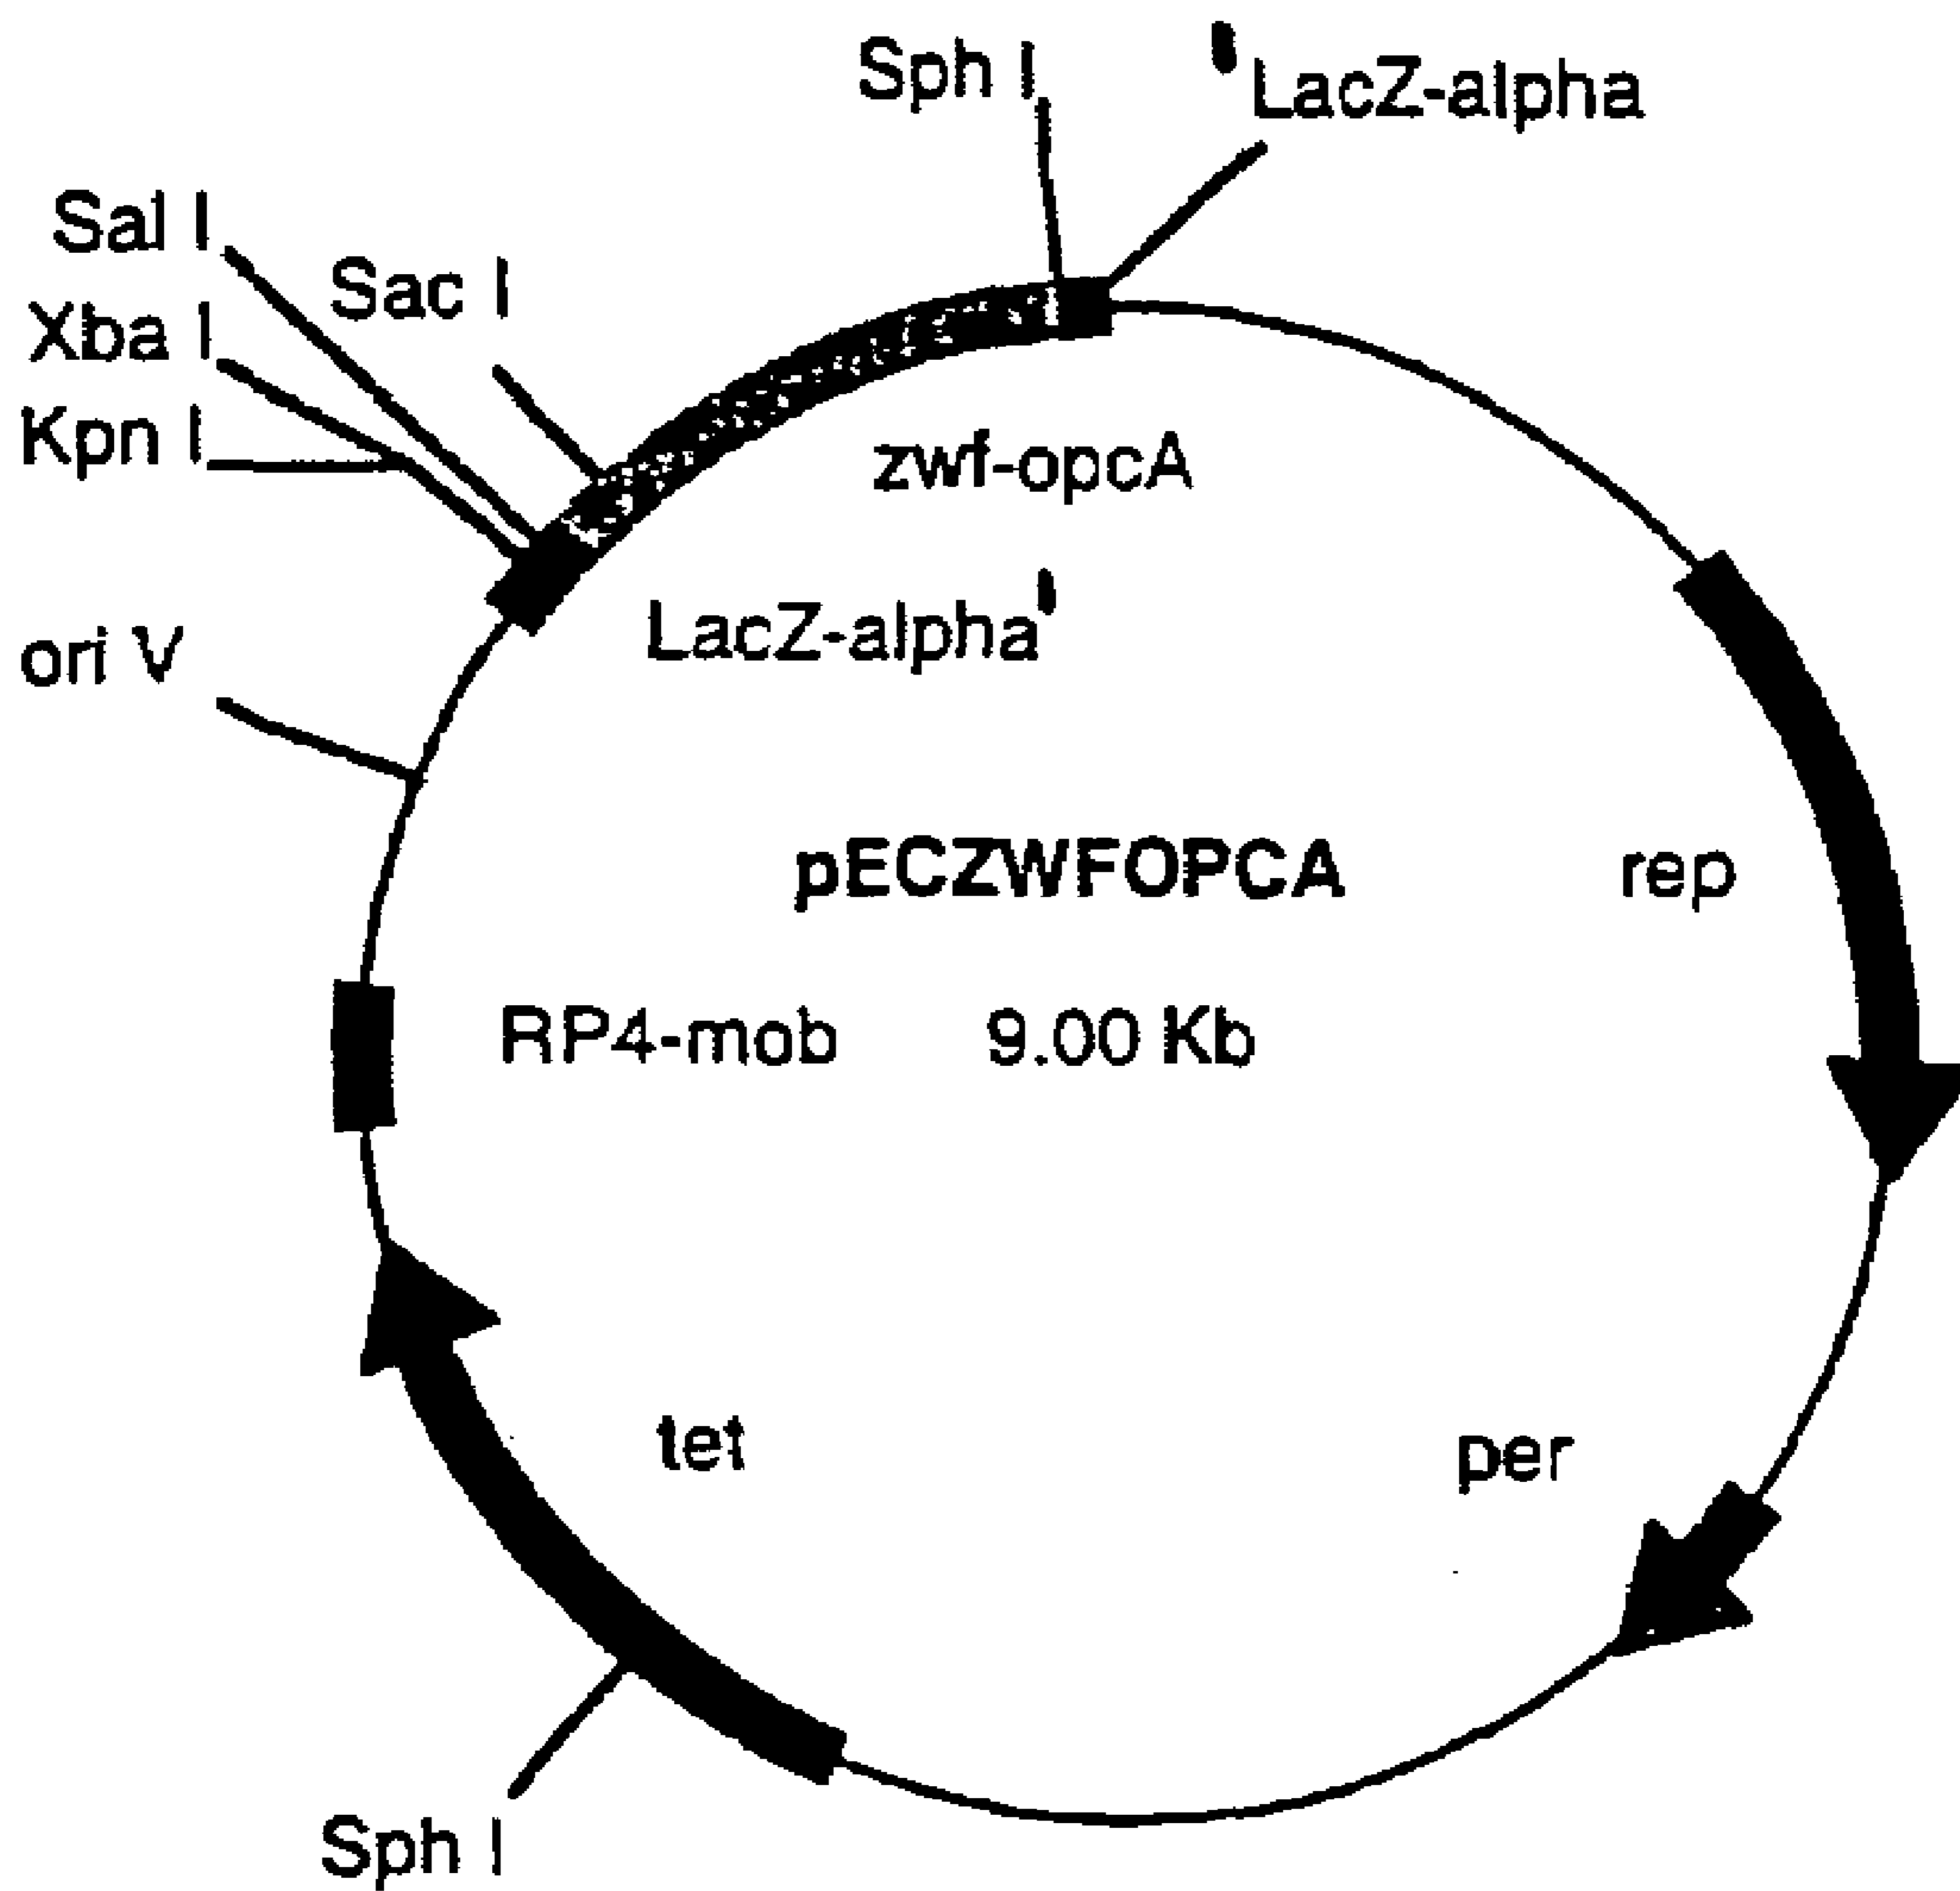 Sph I
'LacZ-alpha
Sal I
Sac I
Xba I
Kpn I
zwf-opcA
LacZ-alpha'
ori V
pECZWFOPCA
rep
RP4-mob
9.00 Kb
tet
per
Sph I